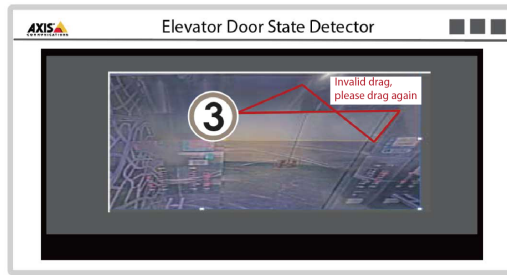 AXIS
COMMUNICATIONS
Elevator Door State Detector
Invalid drag,
please drag again
3